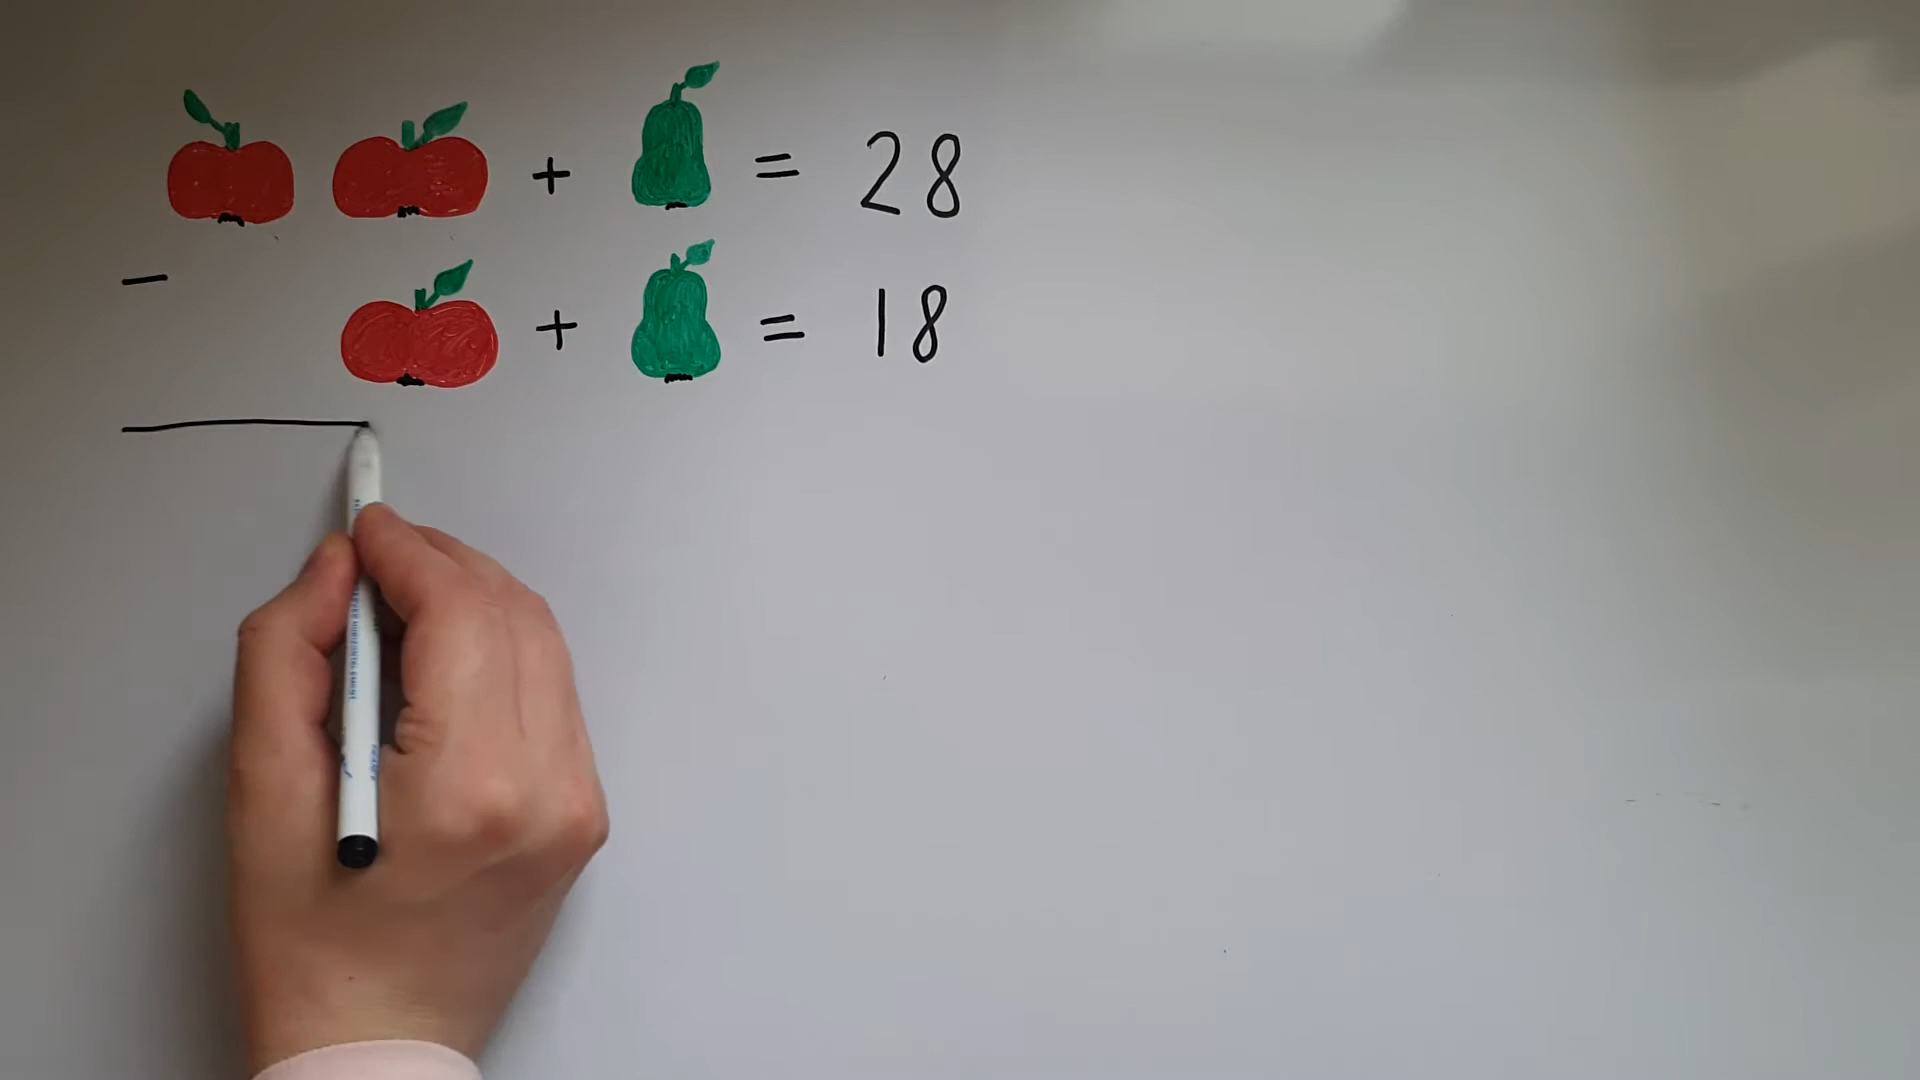 + = 28
-
+ = 18